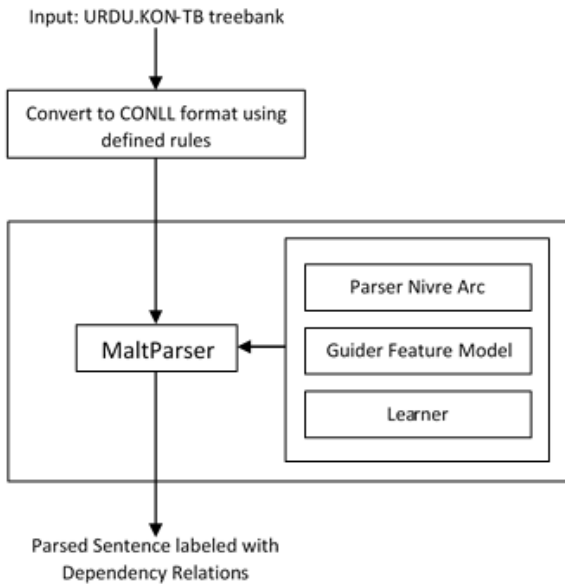 Input: URDU.KON-TB treebank
Convert to CONLL format using
defined rules
Parser Nivre Arc
MaltParser
Guider Feature Model
Learner
Parsed Sentence labeled with
Dependency Relations